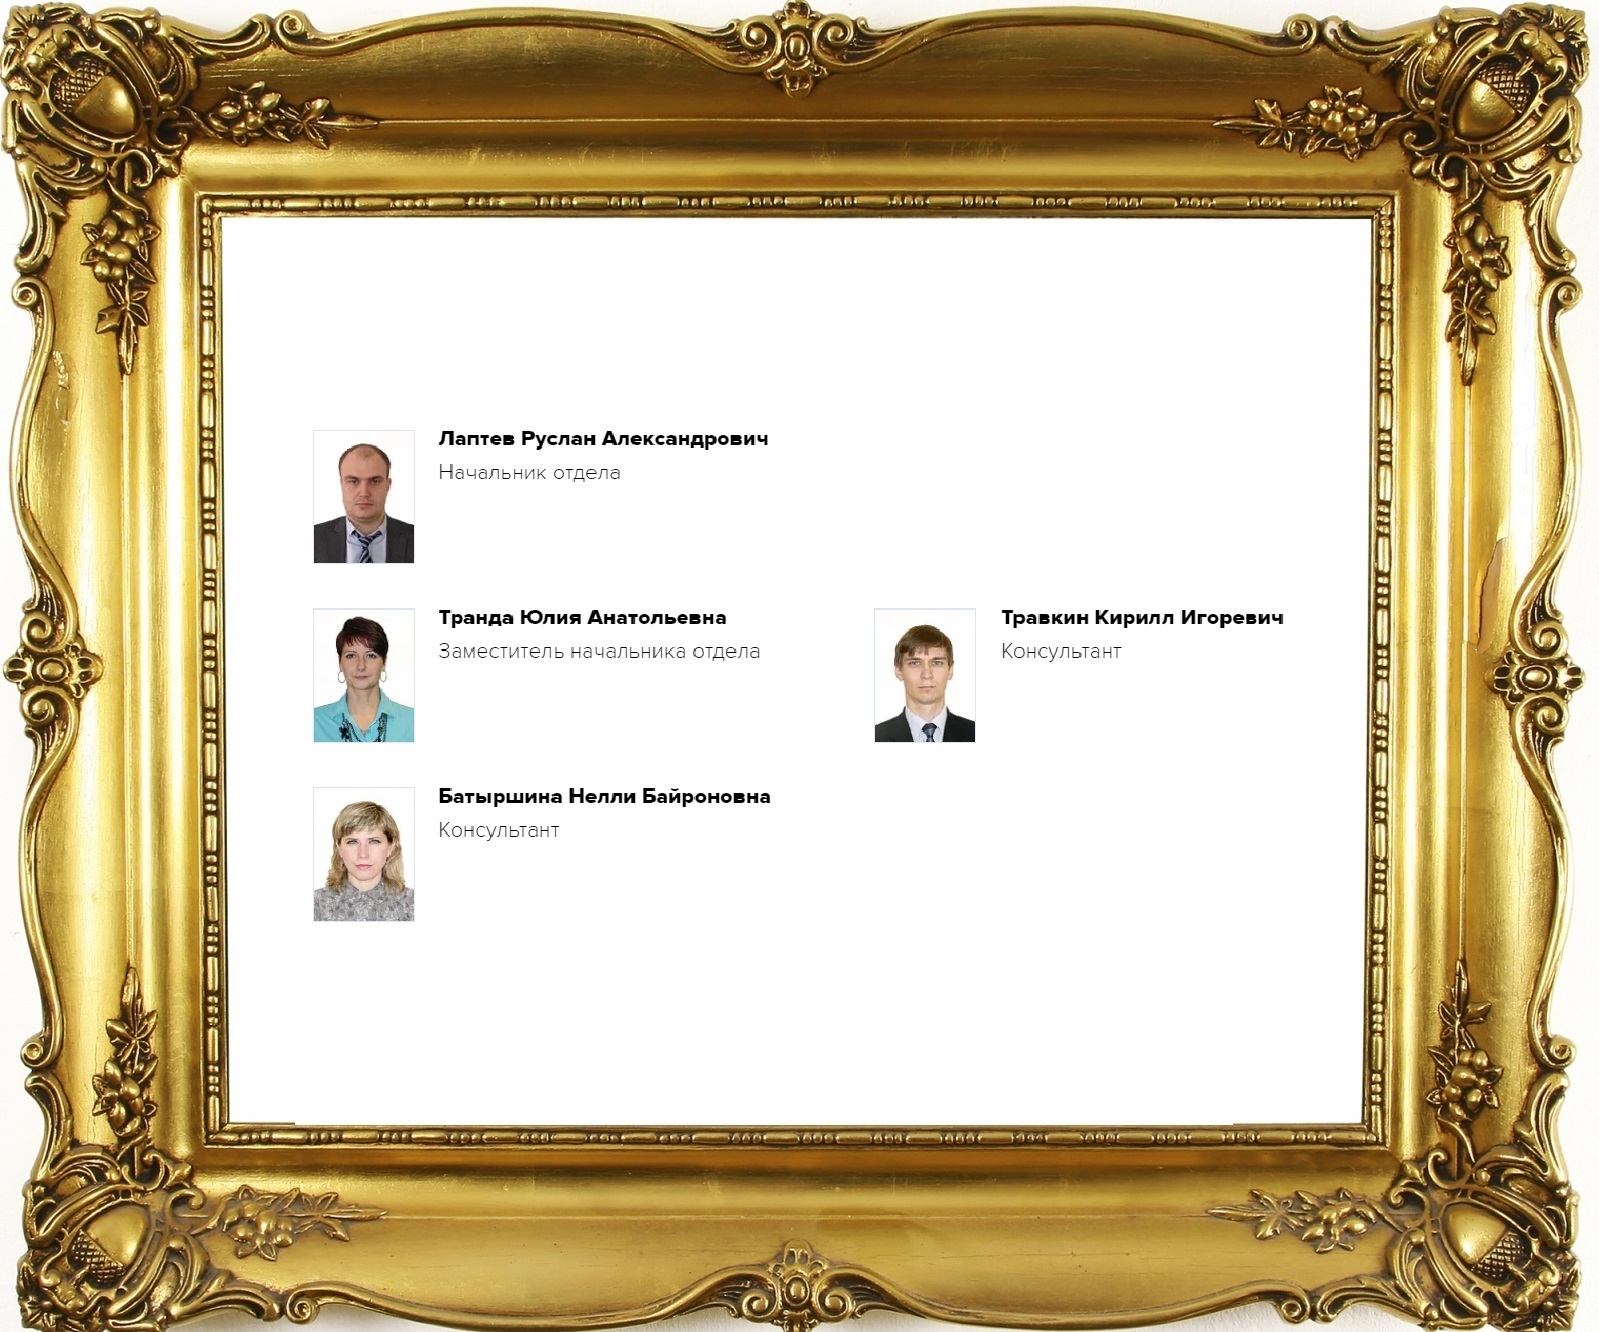 Лаптев Руслан Александрович
Начальник отдела
Транда Юлия Анатольевна
Заместитель начальника отдела
Травкин Кирилл Игоревич
Консультант
Батыршина Нелли Байроновна
Консультант